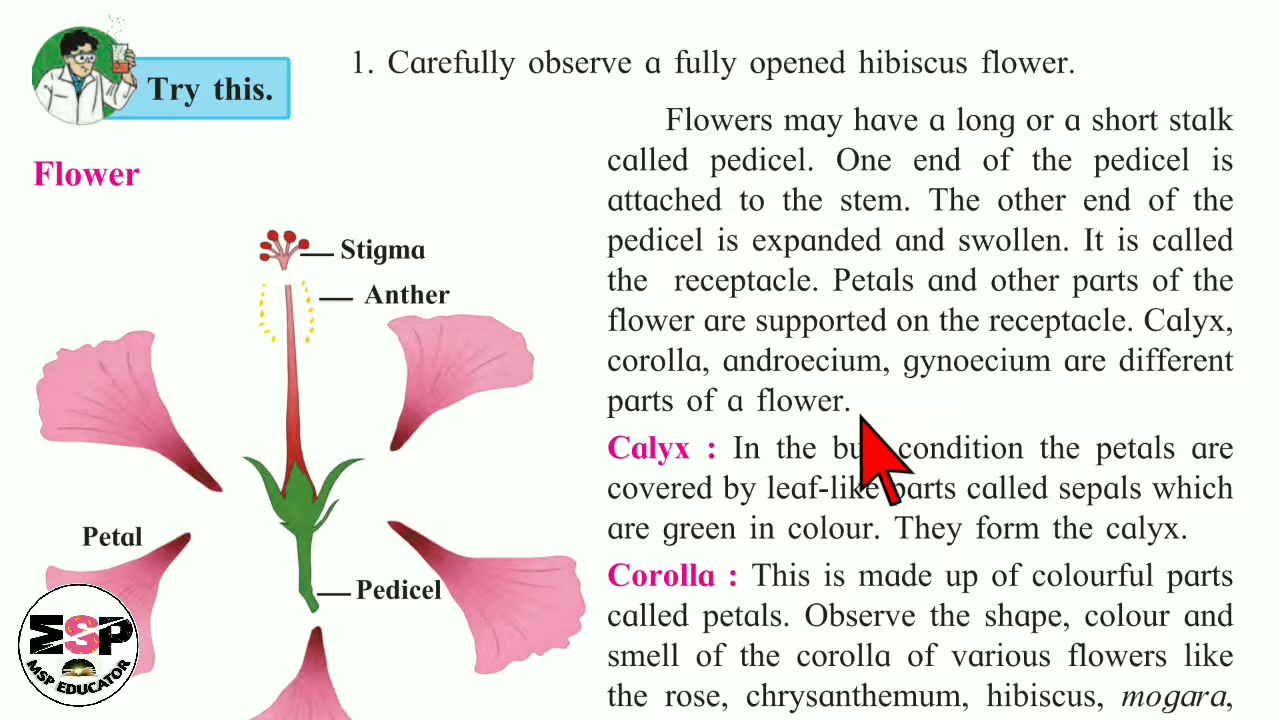 Try this.
1. Carefully observe a fully opened hibiscus flower.
Flower
Stigma
Anther
Petal
Pedicel
Flowers may have a long or a short stalk
called pedicel. One end of the pedicel is
attached to the stem. The other end of the
pedicel is expanded and swollen. It is called
the receptacle. Petals and other parts of the
flower are supported on the receptacle. Calyx,
corolla, androecium, gynoecium are different
parts of a flower.
Calyx : In the condition the petals are
covered by leaf-like parts called sepals which
are green in colour. They form the calyx.
Corolla : This is made up of colourful parts
called petals. Observe the shape, colour and
smell of the corolla of various flowers like
the rose, chrysanthemum, hibiscus, mogara,
MSP
MSP EDUCATOR